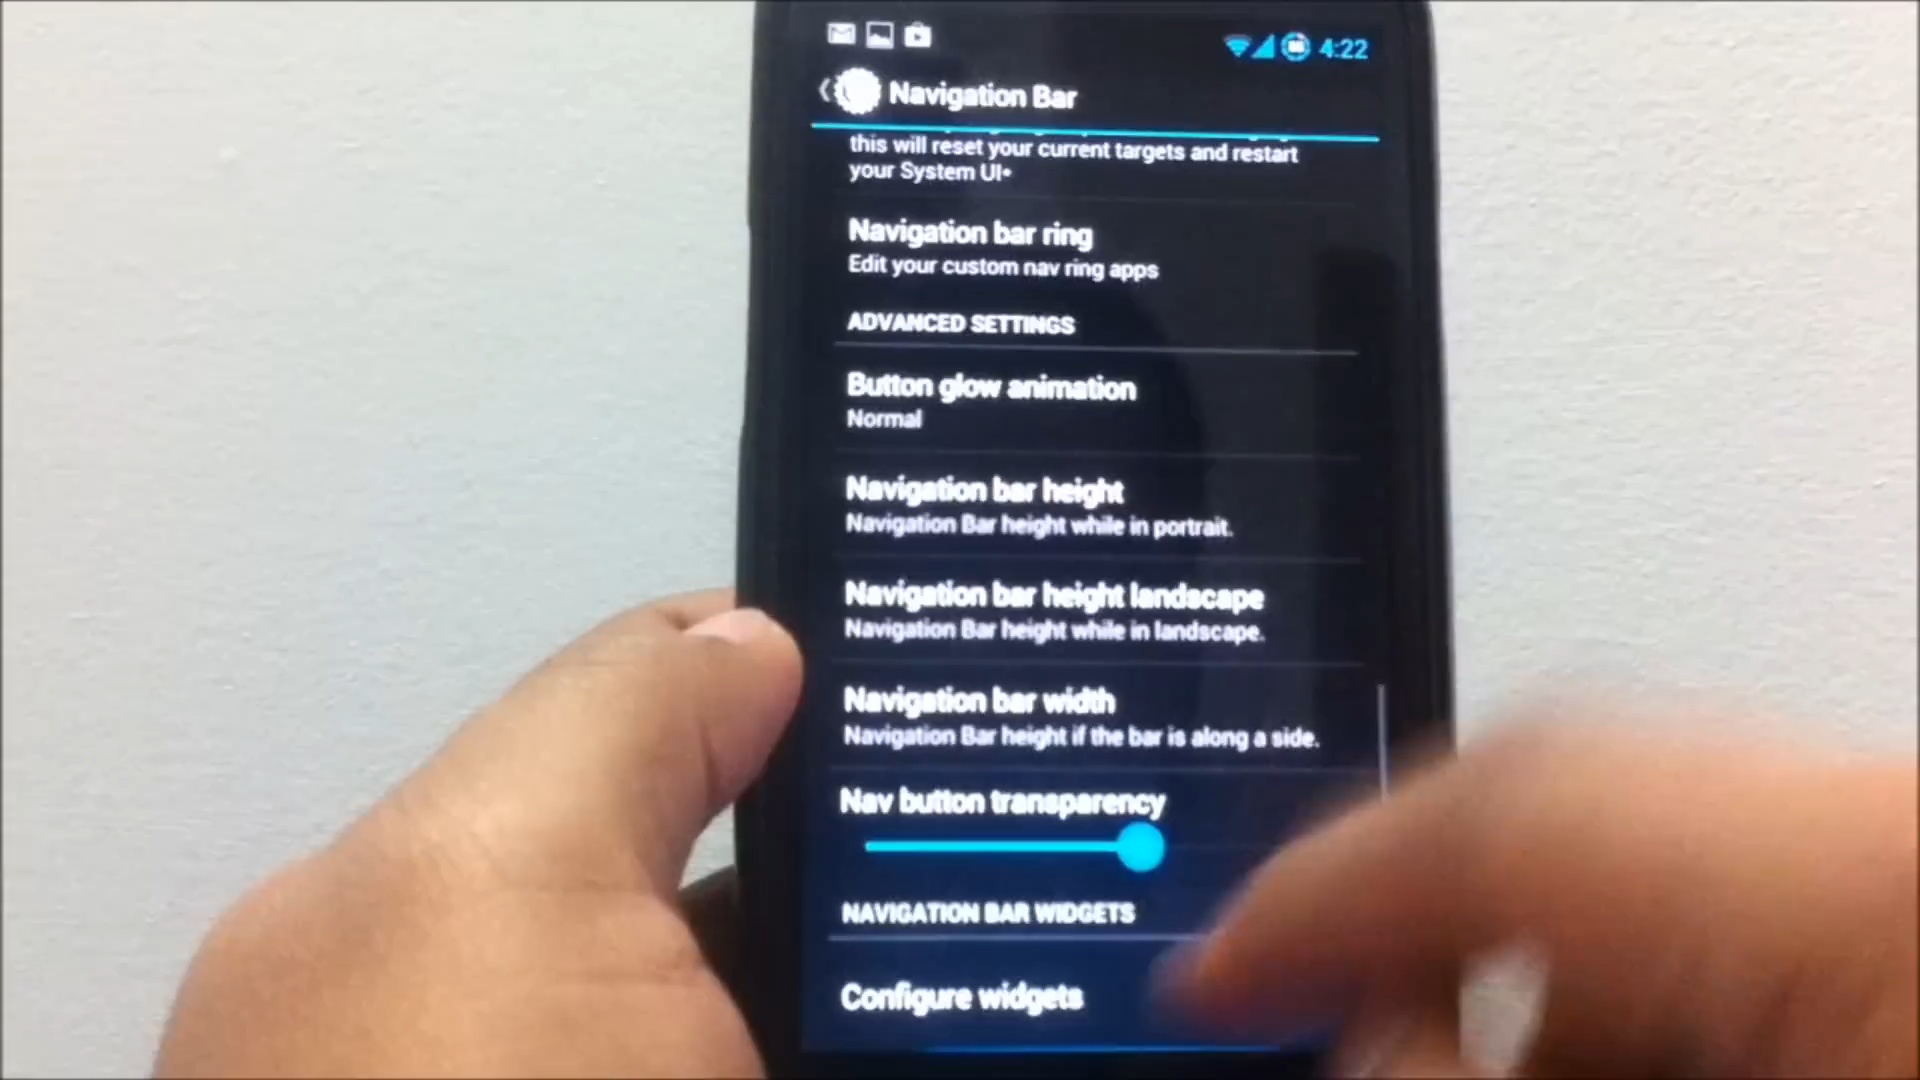 4:22
Navigation Bar
this will reset your current targets and restart
your System UI*
Navigation bar ring
Edit your custom nav ring apps
ADVANCED SETTINGS
Button glow animation
Normal
Navigation bar height
Navigation Bar height while in portrait.
Navigation bar height landscape
Navigation Bar height while in landscape.
Navigation bar width
Navigation Bar height if the bar is along a side.
Nav button transparency
NAVIGATION BAR WIDGETS
Configure widgets